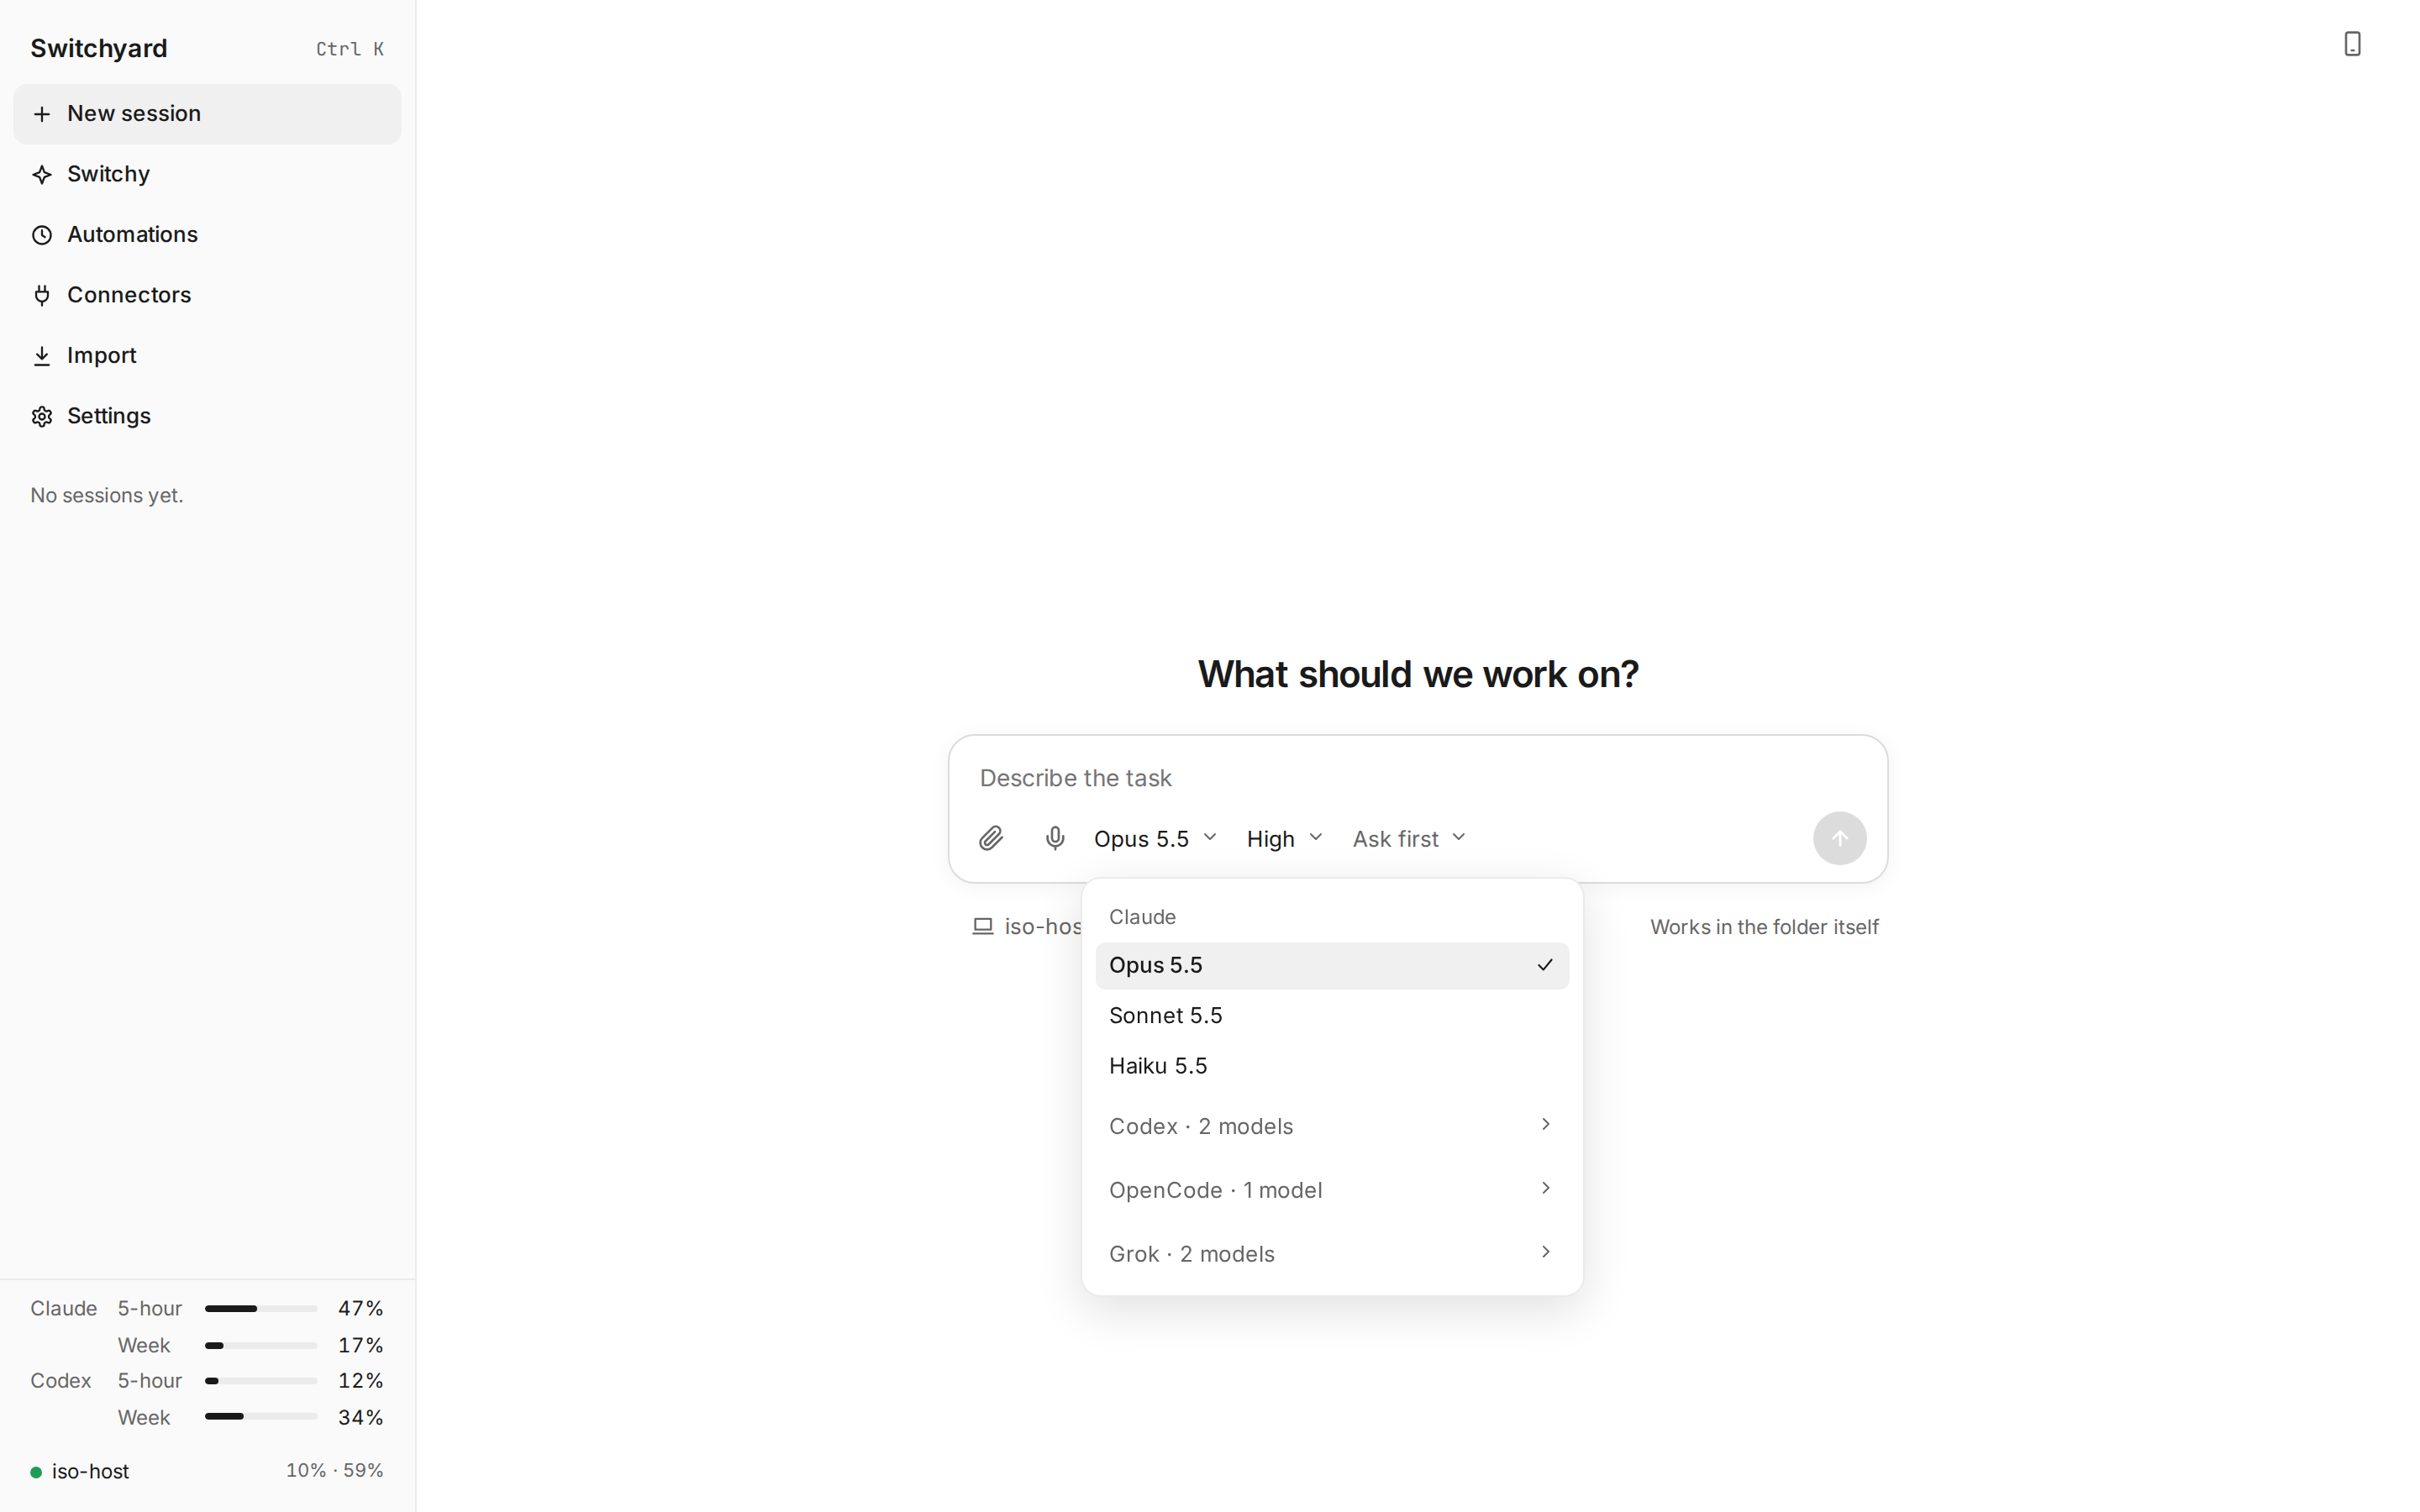 Switchyard Ctrl K
New session
Switchy
Automations
Connectors
Import
Settings
No sessions yet.
Claude 5-hour 47%
Week 17%
Codex 5-hour 12%
Week 34%
iso-host 10% · 59%
What should we work on?
Describe the task
Opus 5.5 High Ask first
iso-hos Works in the folder itself
Claude
Opus 5.5
Sonnet 5.5
Haiku 5.5
Codex · 2 models
OpenCode · 1 model
Grok · 2 models